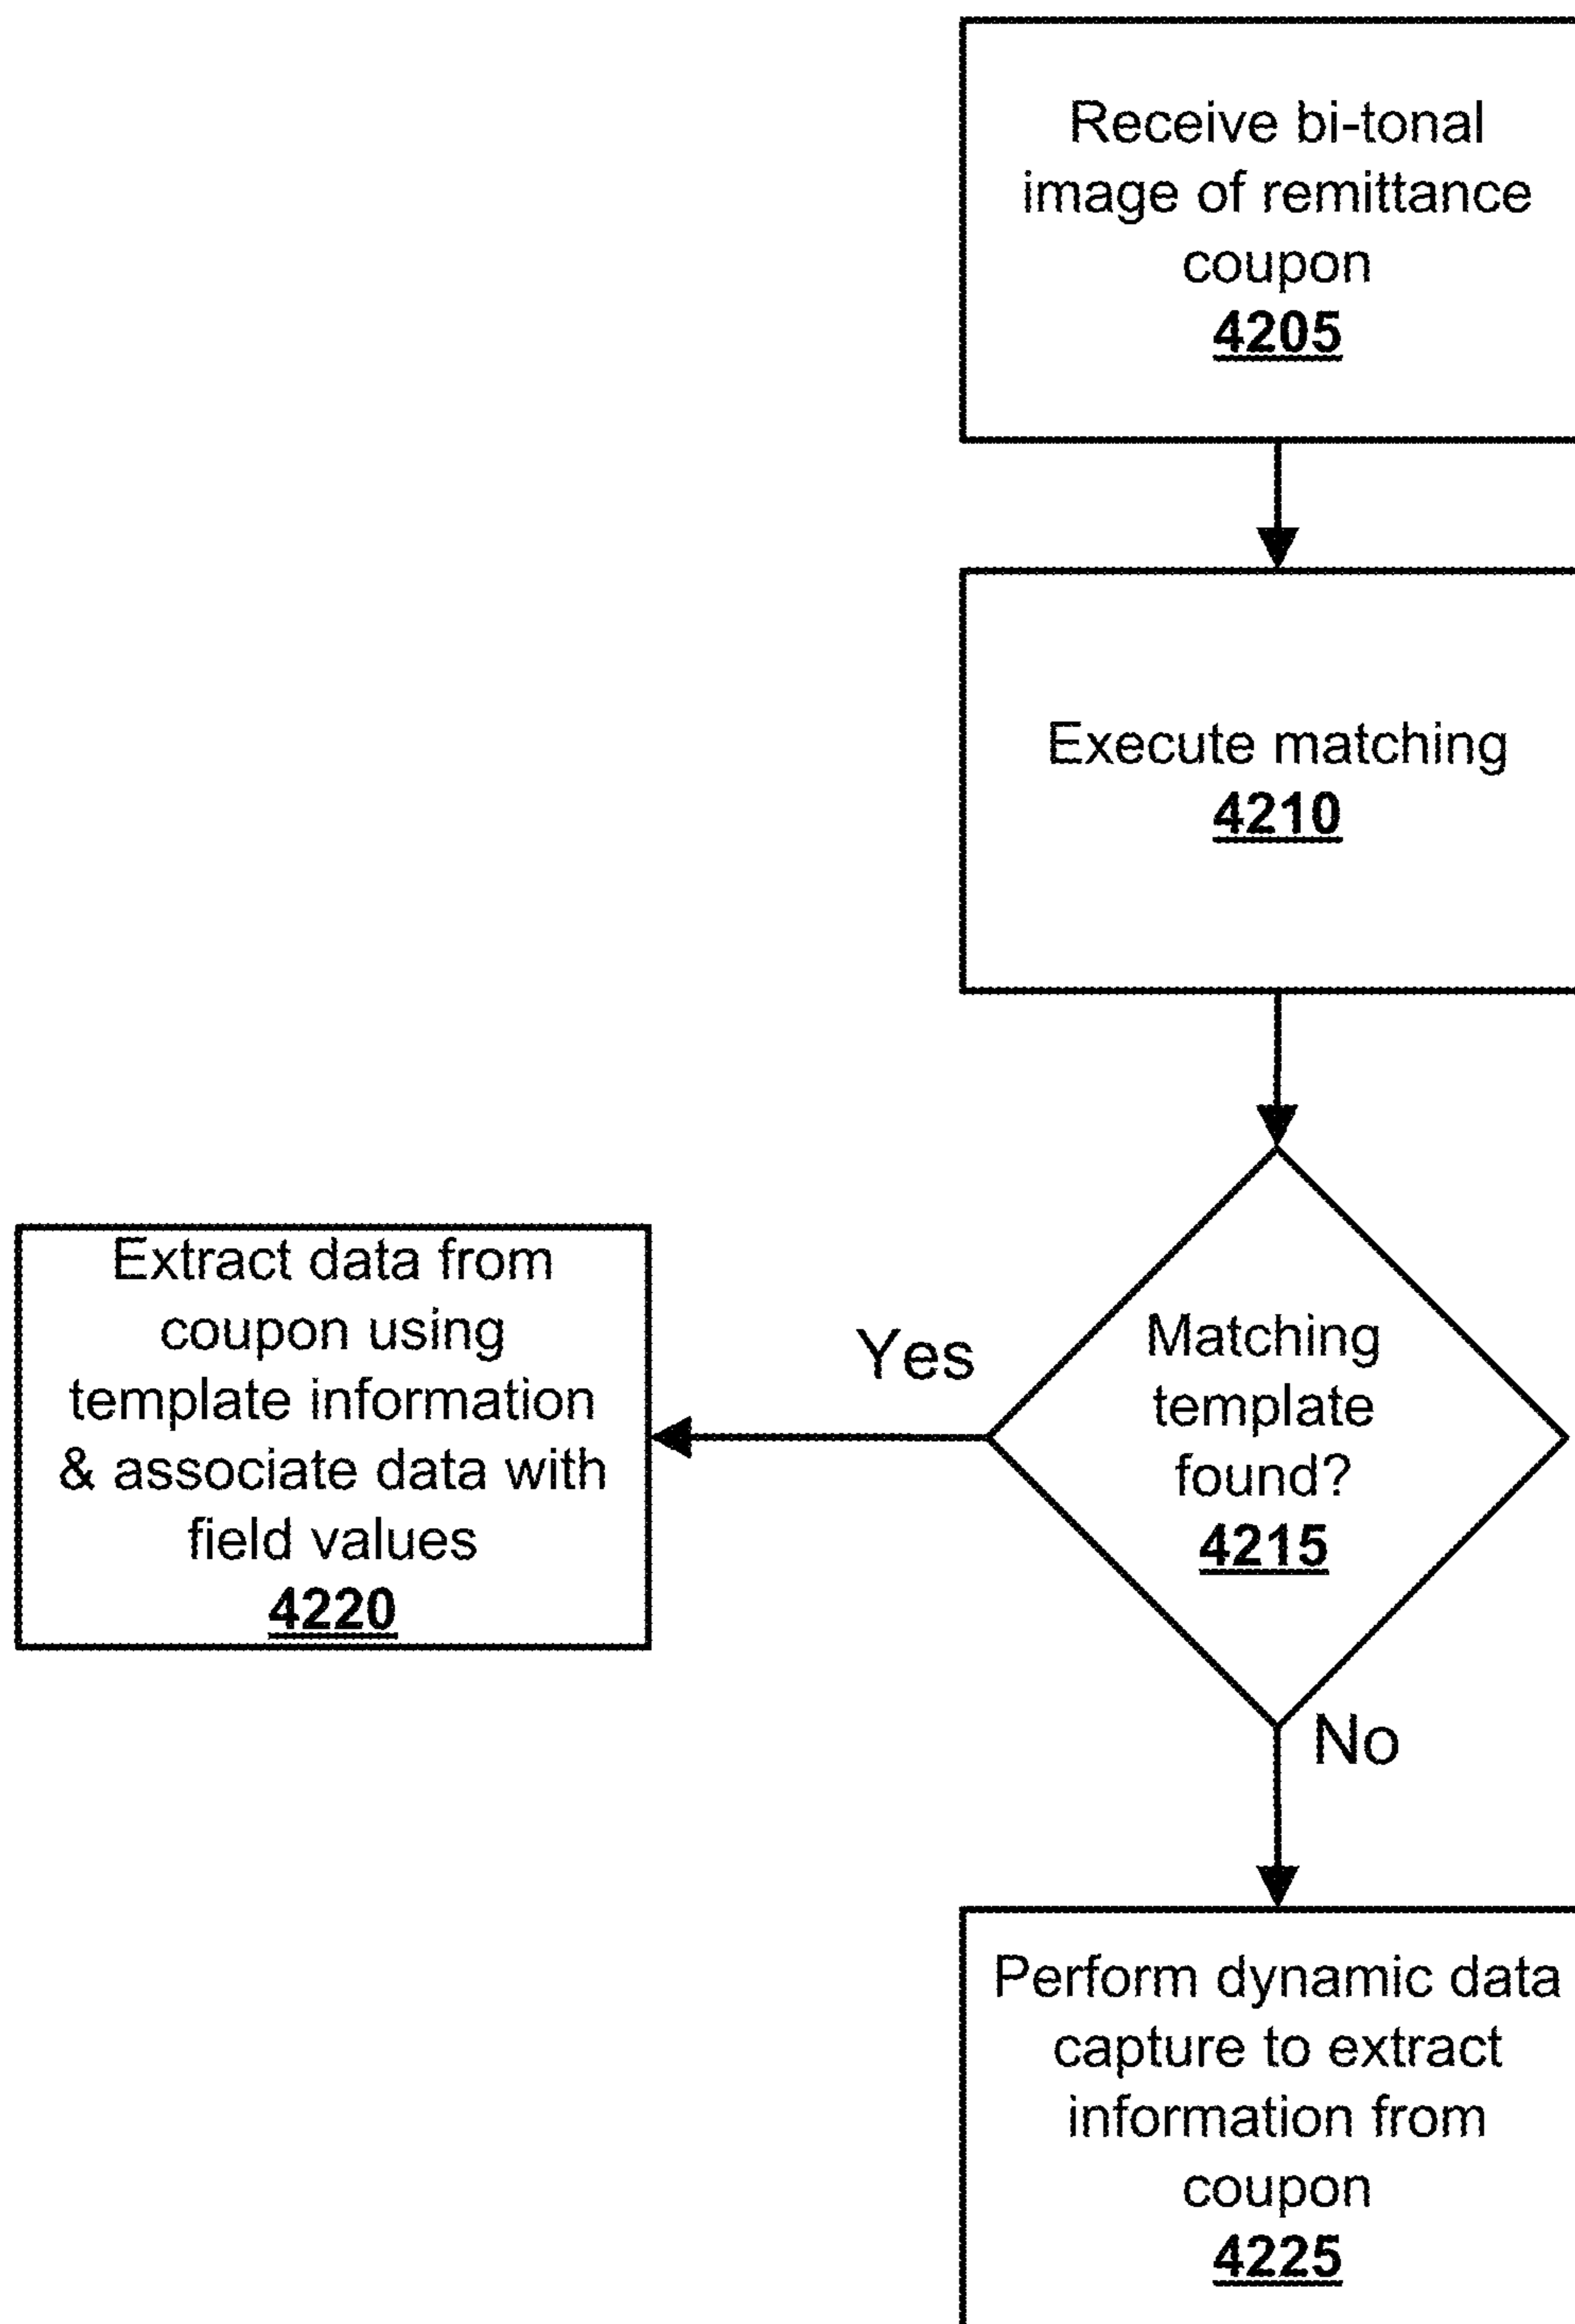 Receive bi-tonal
image of remittance
coupon
4205
Execute matching
4210
Matching
template
found?
4215
Yes
Extract data from
coupon using
template information
& associate data with
field values
4220
No
Perform dynamic data
capture to extract
information from
coupon
4225